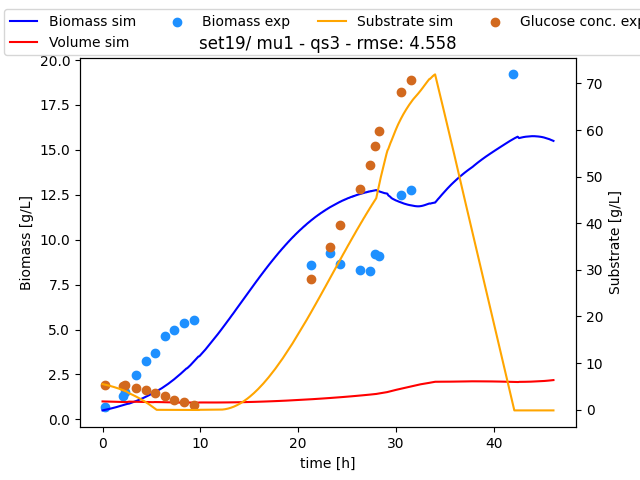 Biomass sim Biomass exp Substrate sim Glucose conc. exp
Volume sim
set19/ mu1 - qs3 - rmse: 4.558
20.0
17.5
15.0
12.5
10.0
7.5
5.0
2.5
0.0
Biomass [g/L]
70
60
50
40
30
20
10
0
Substrate [g/L]
0 10 20 30 40
time [h]